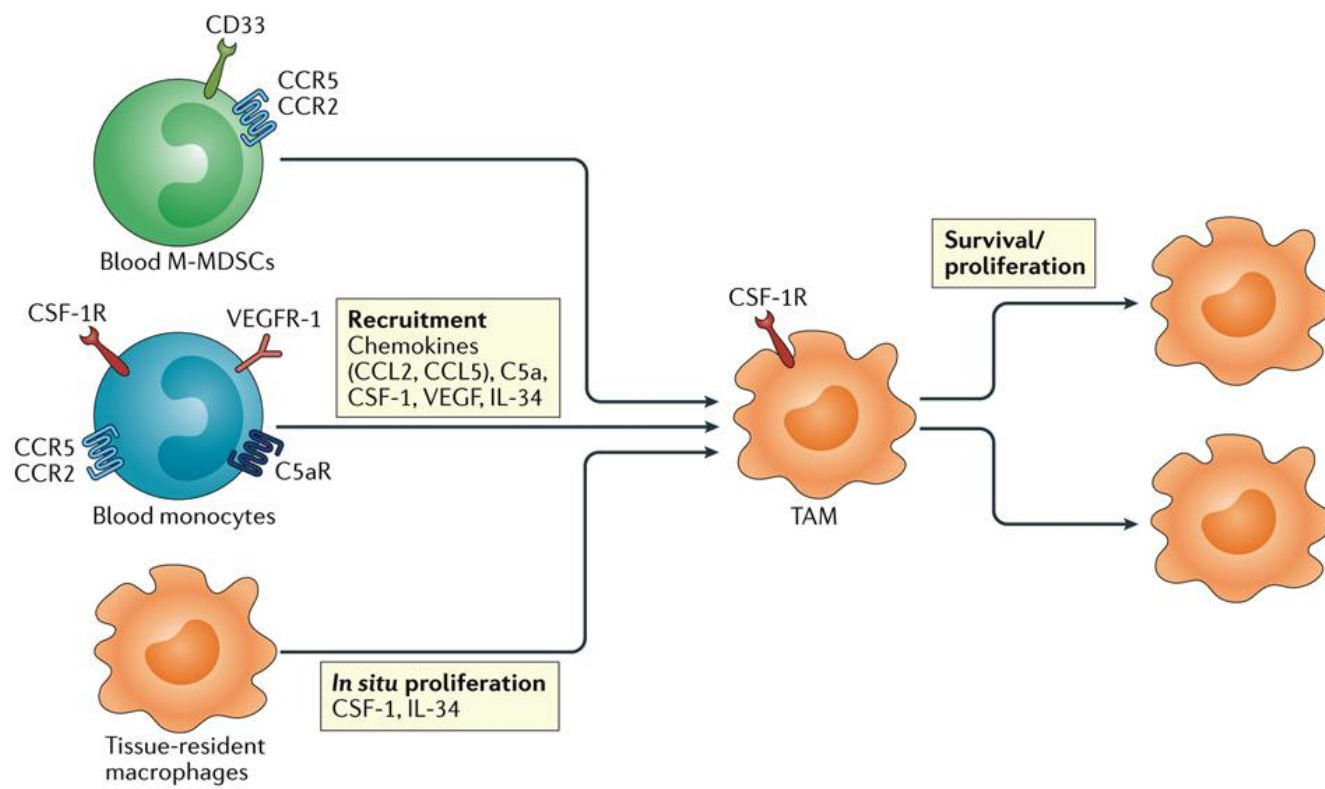 CD33
CCR5
CCR2
Blood M-MDSCs
CSF-1R
VEGFR-1
CCR5
CCR2
C5aR
Blood monocytes
Recruitment
Chemokines
(CCL2, CCL5), C5a,
CSF-1, VEGF, IL-34
Tissue-resident
macrophages
In situ proliferation
CSF-1, IL-34
CSF-1R
TAM
Survival/
proliferation